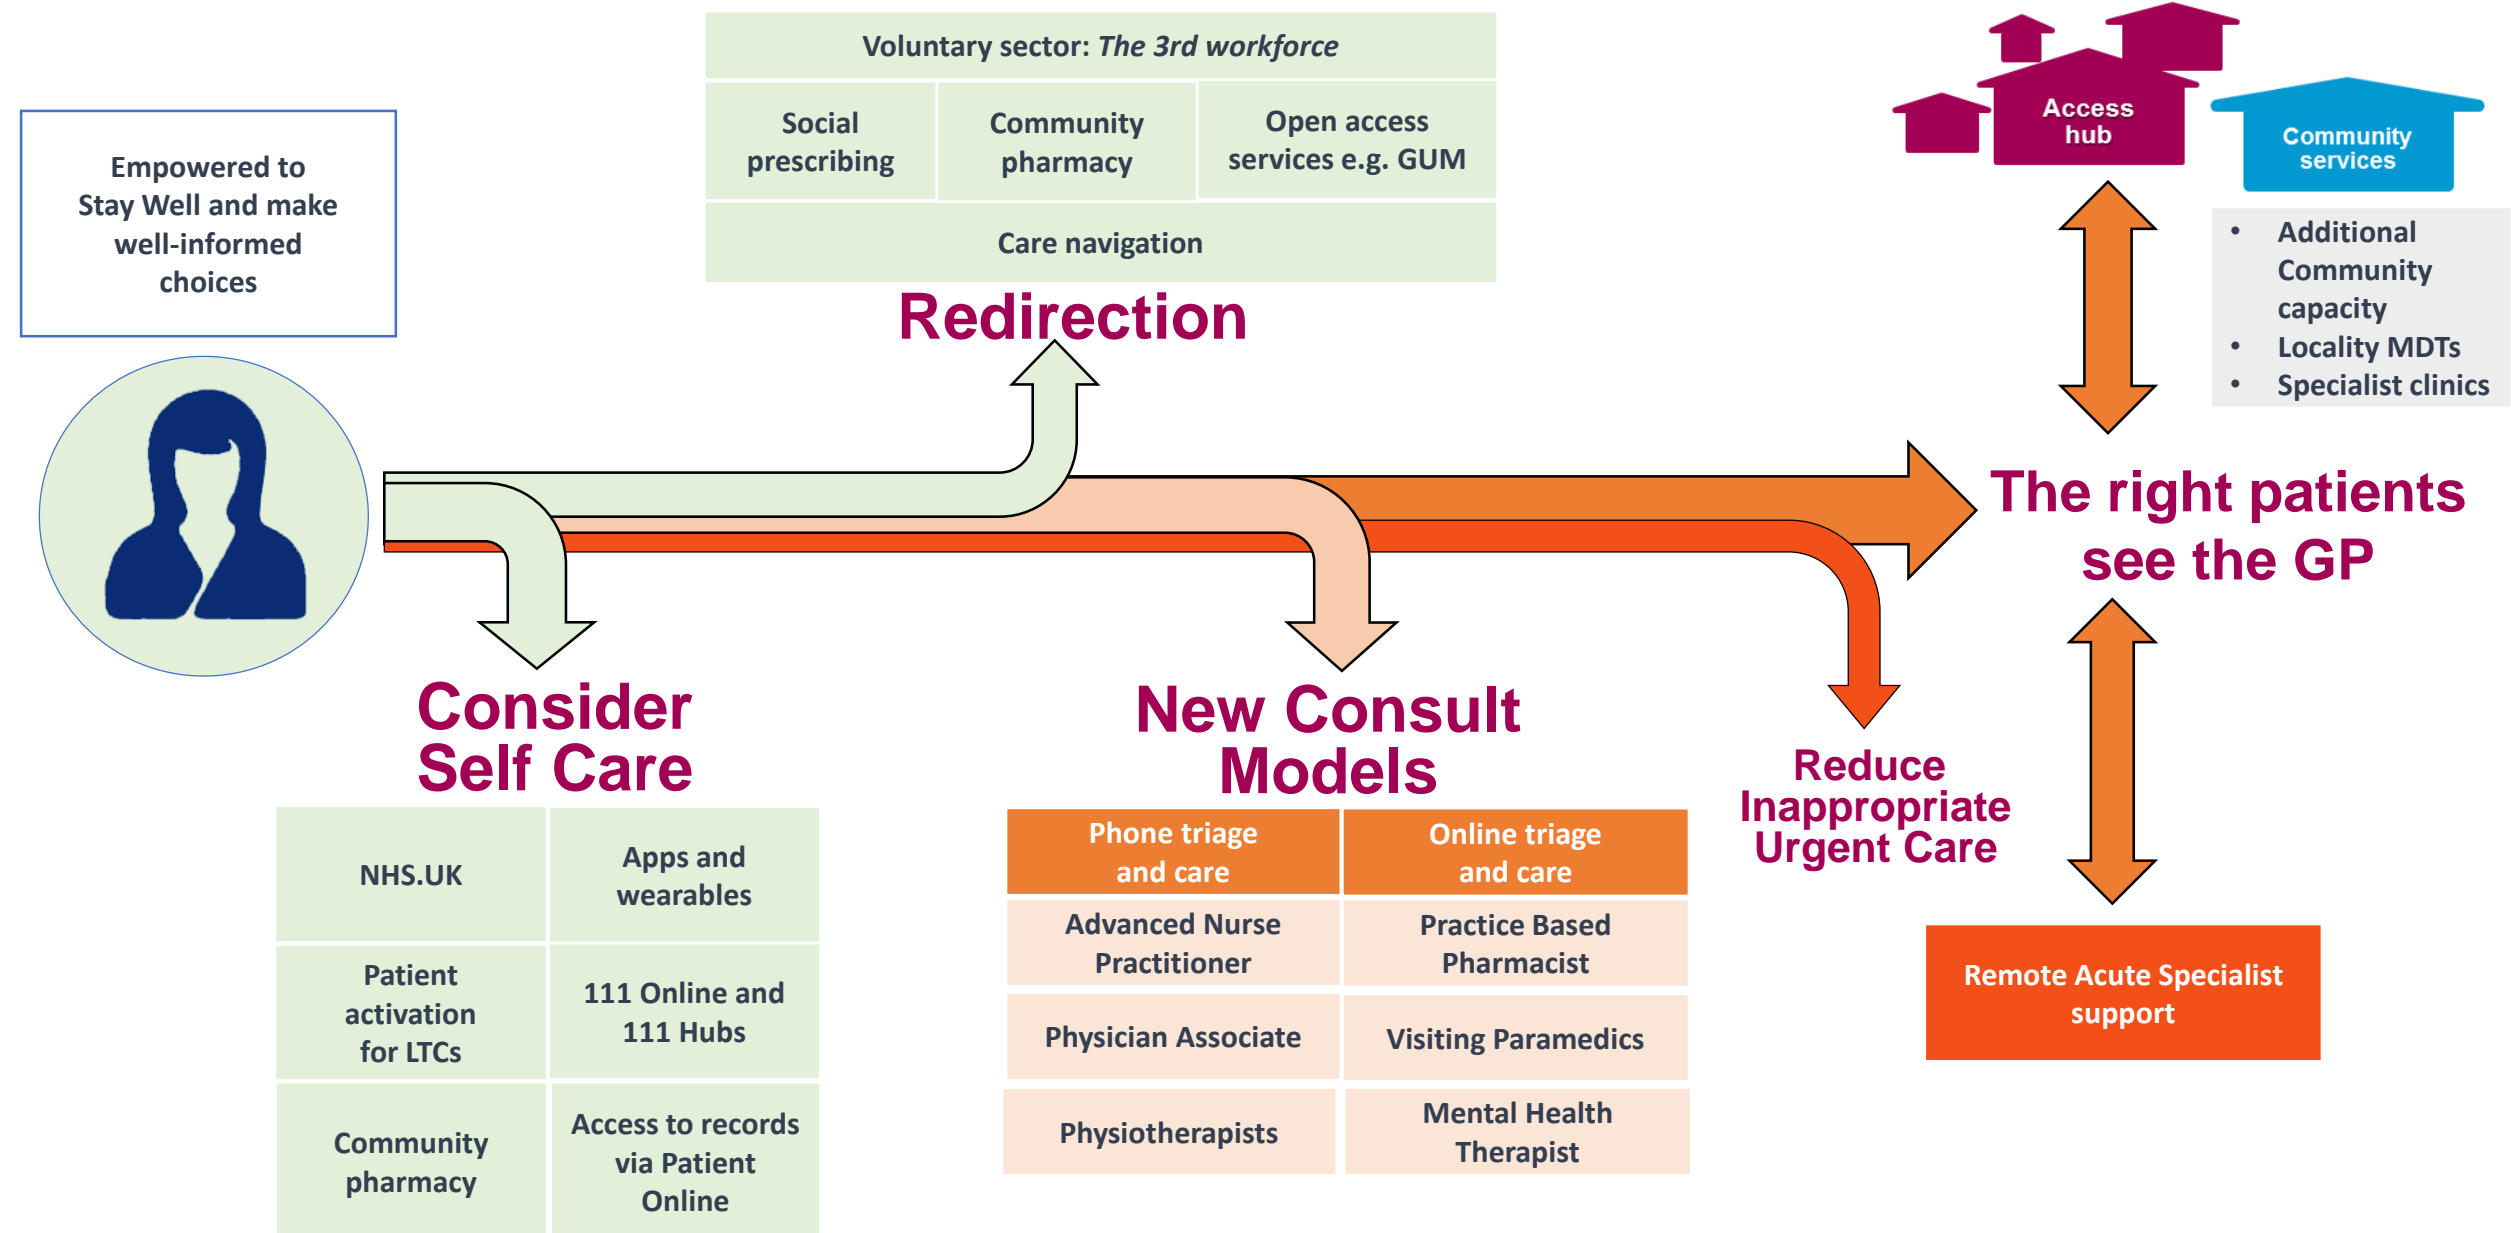 Voluntary sector: The 3rd workforce
Social
prescribing
Community
pharmacy
Open access
services e.g. GUM
Care navigation
Redirection
Empowered to
Stay Well and make
well-informed
choices
Access
hub
Community
services
• Additional
Community
capacity
• Locality MDTs
• Specialist clinics
The right patients
see the GP
Consider
Self Care
NHS.UK
Apps and
wearables
Patient
activation
for LTCs
111 Online and
111 Hubs
Community
pharmacy
Access to records
via Patient
Online
New Consult
Models
Phone triage
and care
Online triage
and care
Advanced Nurse
Practitioner
Practice Based
Pharmacist
Physician Associate
Visiting Paramedics
Physiotherapists
Mental Health
Therapist
Reduce
Inappropriate
Urgent Care
Remote Acute Specialist
support